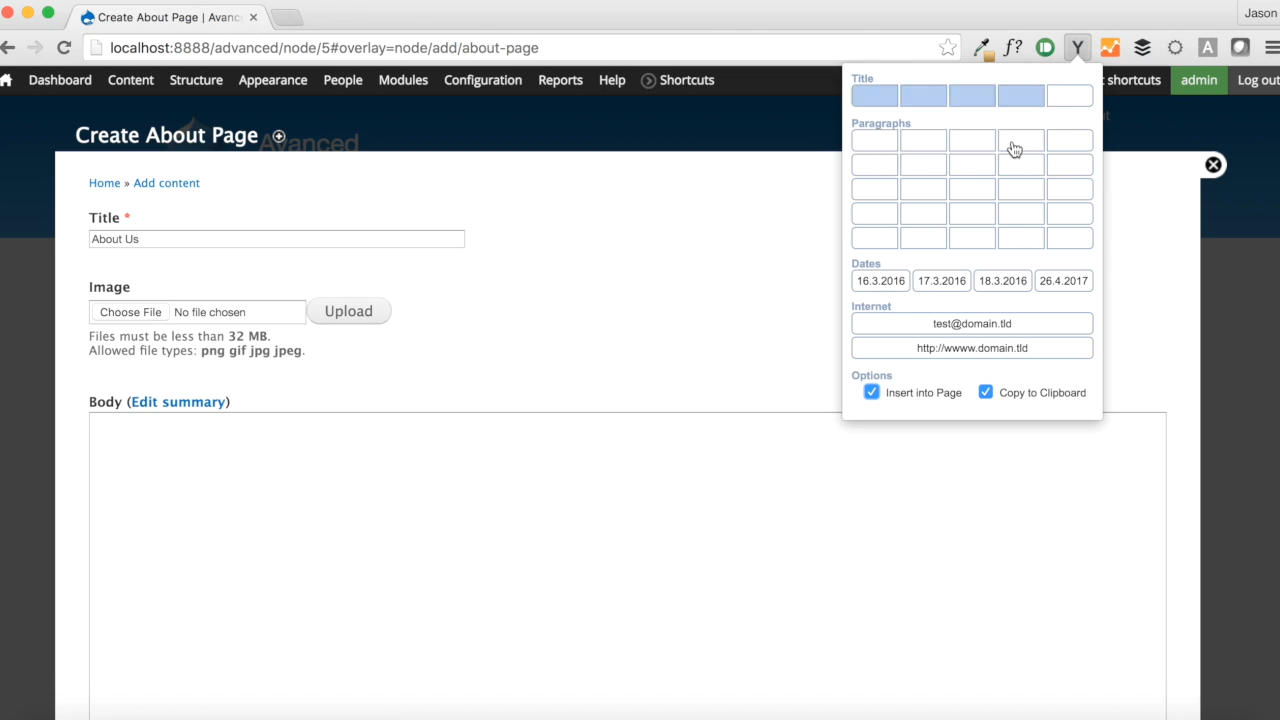 Create About Page | Avanc
Jason
localhost:8888/advanced/node/5#overlay=node/add/about-page
f?
Y
A
Dashboard Content Structure Appearance People Modules Configuration Reports Help Shortcuts
t shortcuts admin Log out
Create About Page
Avanced
Home » Add content
Title *
About Us
Image
Choose File No file chosen Upload
Files must be less than 32 MB.
Allowed file types: png gif jpg jpeg.
Body (Edit summary)
Title
Paragraphs
Dates
16.3.2016 17.3.2016 18.3.2016 26.4.2017
Internet
test@domain.tld
http://wwww.domain.tld
Options
Insert into Page Copy to Clipboard